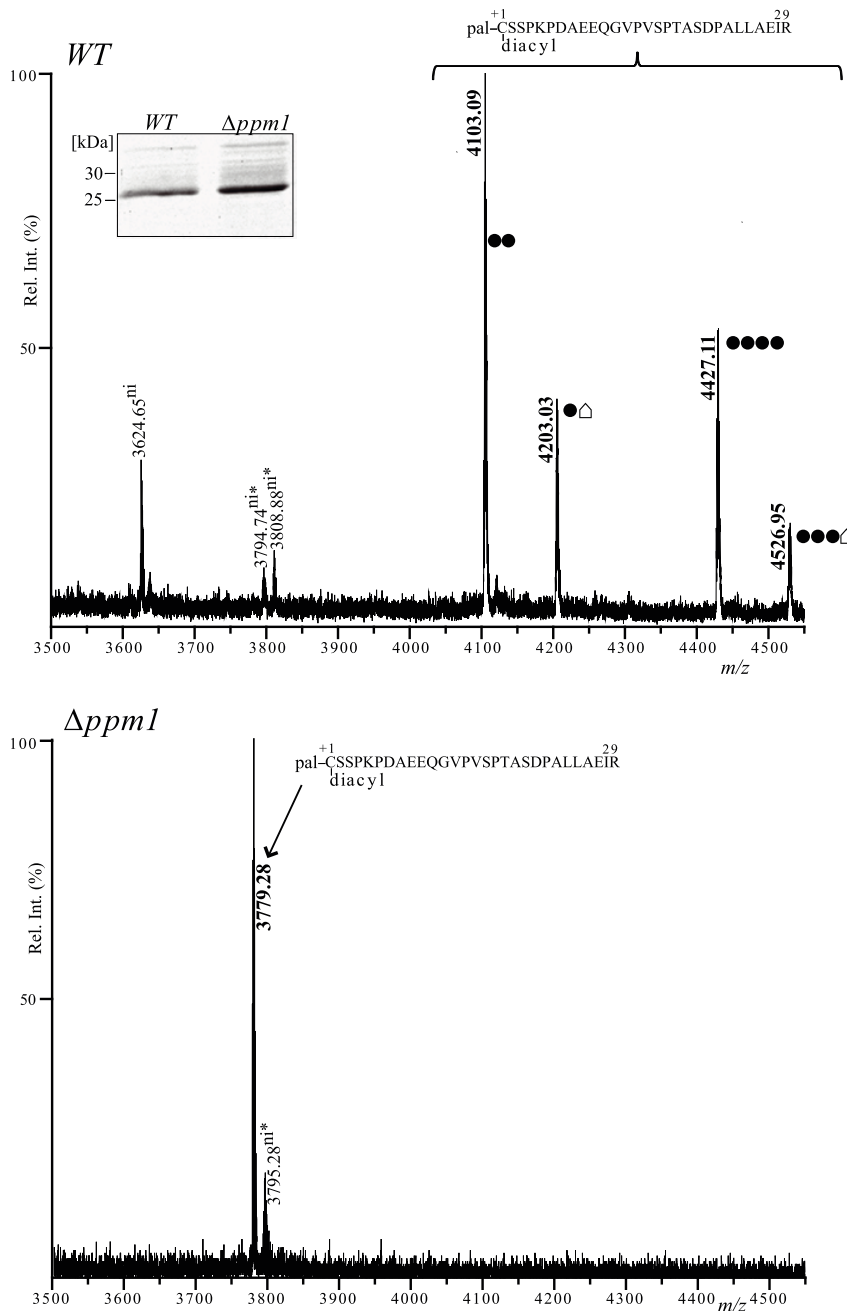 +1 29
pal–CSSPKPDAEEQGVPVSPTASDPALLAEIR
diacyl
WT
100
4103.09
WT Δppm1
[kDa]
30
25
Rel. Int. (%)
50
4427.11
4203.03
3624.65ni
3794.74ni*
3808.88ni*
4526.95
3500 3600 3700 3800 3900 4000 4100 4200 4300 4400 4500
m/z
Δppm1
100
+1 29
pal–CSSPKPDAEEQGVPVSPTASDPALLAEIR
diacyl
3779.28
Rel. Int. (%)
50
3795.28ni*
3500 3600 3700 3800 3900 4000 4100 4200 4300 4400 4500
m/z